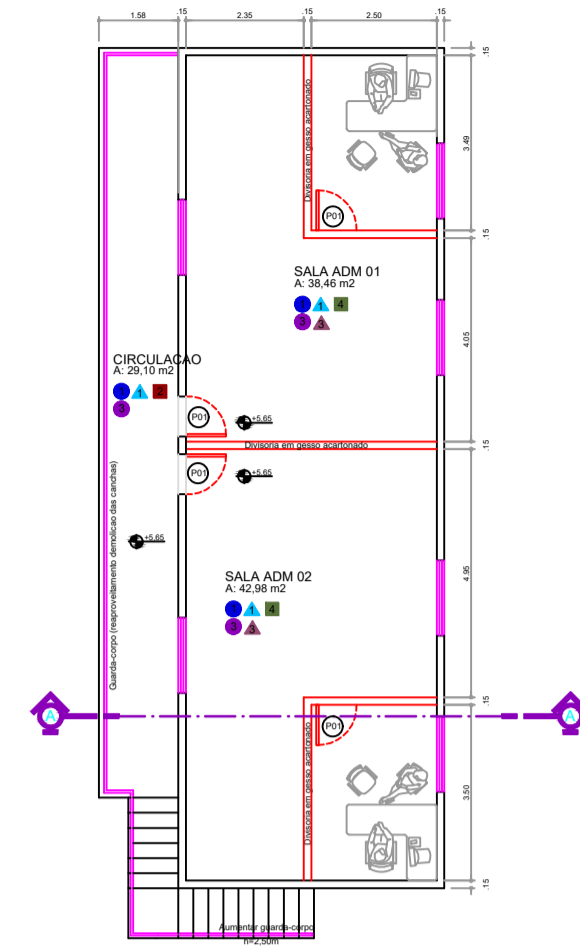 1.58 .15 2.35 .15 2.50 .15
.15
Divisoria em gesso acartonado
3.49
P01
.15
SALA ADM 01
A: 38,46 m2
1 1 4
3 3
4.05
CIRCULACAO
A: 29,10 m2
1 1 2
3
P01
+5.65
Divisoria em gesso acartonado
.15
P01
+5.65
Guarda-corpo (reaproveitamento demolicao das canchas)
+5.65
4.95
SALA ADM 02
A: 42,98 m2
1 1 4
3 3
.15
A A
P01
Divisoria em gesso acartonado
3.50
.15
Aumentar guarda-corpo
h=2,50m